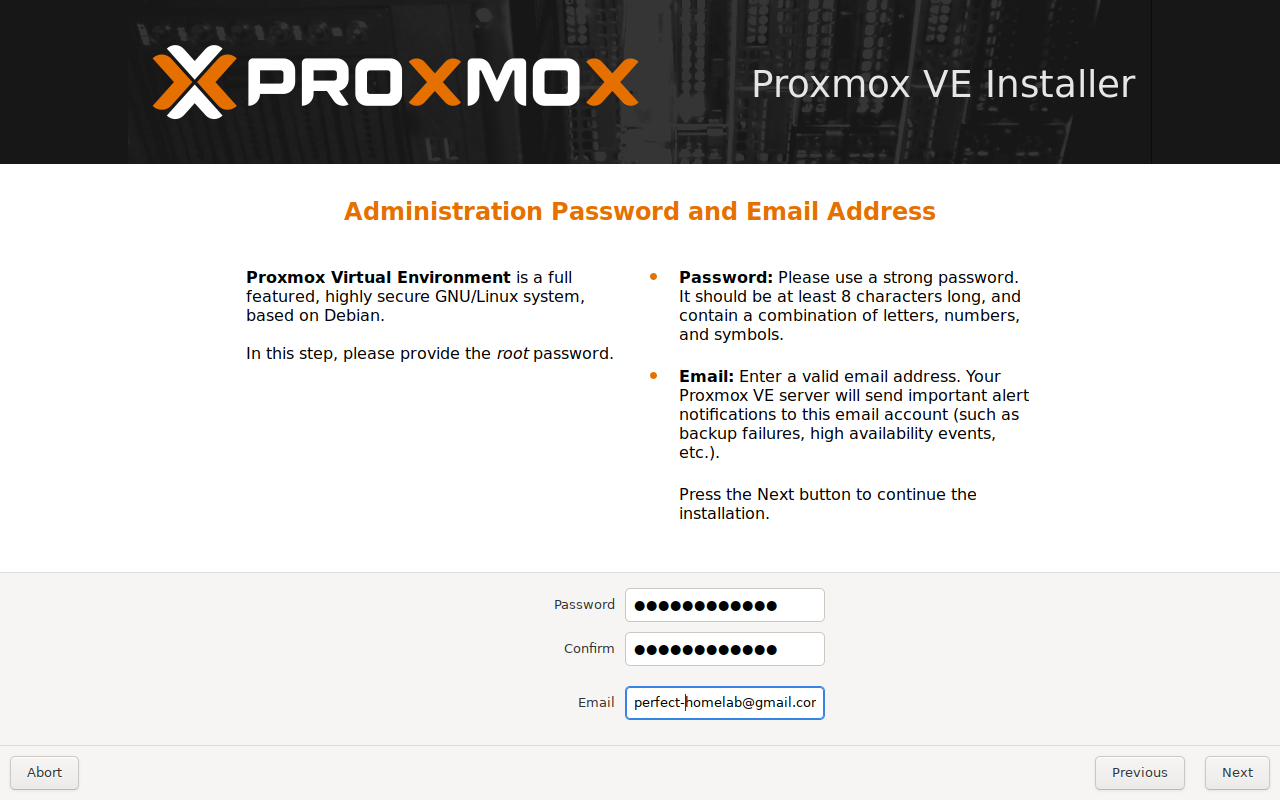 PROXMOX
Proxmox VE Installer
Administration Password and Email Address
Proxmox Virtual Environment is a full
featured, highly secure GNU/Linux system,
based on Debian.
In this step, please provide the root password.
Password: Please use a strong password.
It should be at least 8 characters long, and
contain a combination of letters, numbers,
and symbols.
Email: Enter a valid email address. Your
Proxmox VE server will send important alert
notifications to this email account (such as
backup failures, high availability events,
etc.).
Press the Next button to continue the
installation.
Password ●●●●●●●●●●●●
Confirm ●●●●●●●●●●●●
Email perfect-homelab@gmail.cor
Abort
Previous
Next